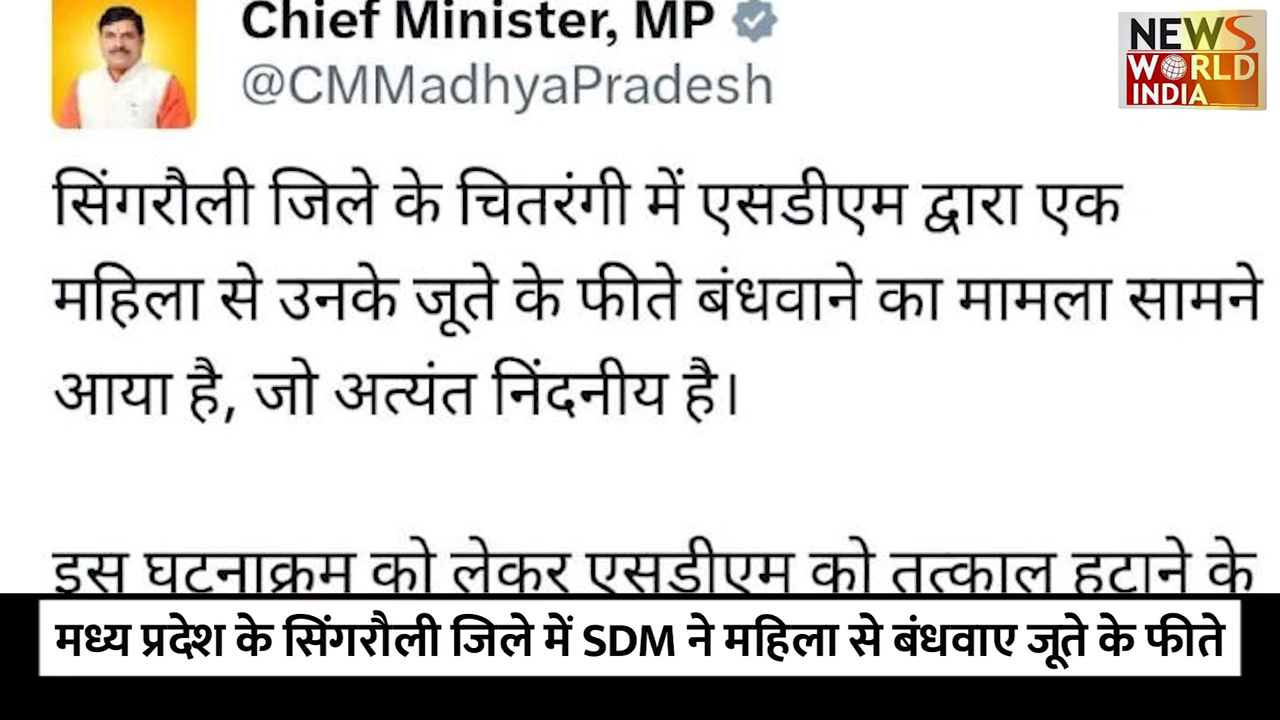 Chief Minister, MP
@CMMadhyaPradesh
NEWS
WORLD
INDIA
सिंगरौली जिले के चितरंगी में एसडीएम द्वारा एक
महिला से उनके जूते के फीते बंधवाने का मामला सामने
आया है, जो अत्यंत निंदनीय है।
इस घटनाक्रम को लेकर एसडीएम को तत्काल हटाने के
मध्य प्रदेश के सिंगरौली जिले में SDM ने महिला से बंधवाए जूते के फीते